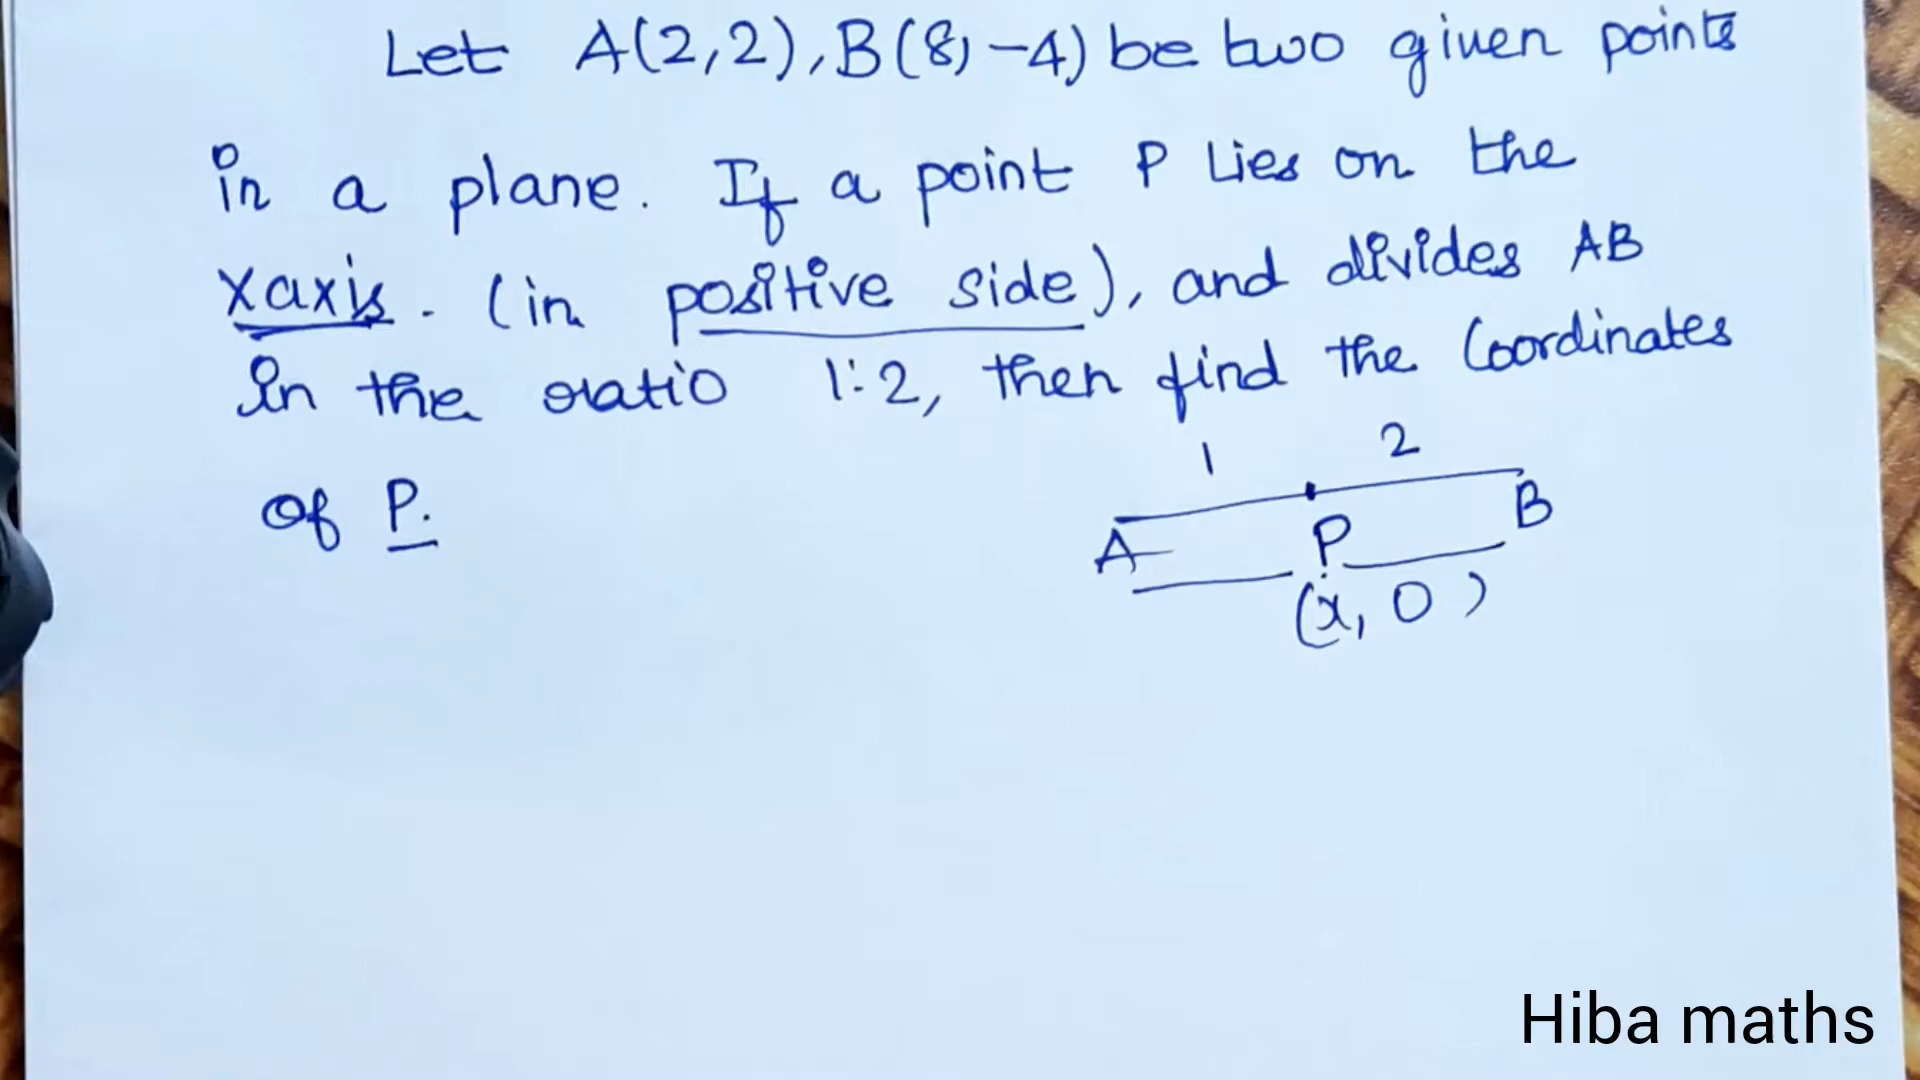 Let A(2,2), B(8,-4) be two given points
in a plane. If a point P Lies on the
xaxis. (in positive side), and divides AB
in the ratio 1:2, then find the Coordinates
of P.
1 2
A P B
(x, 0)
Hiba maths